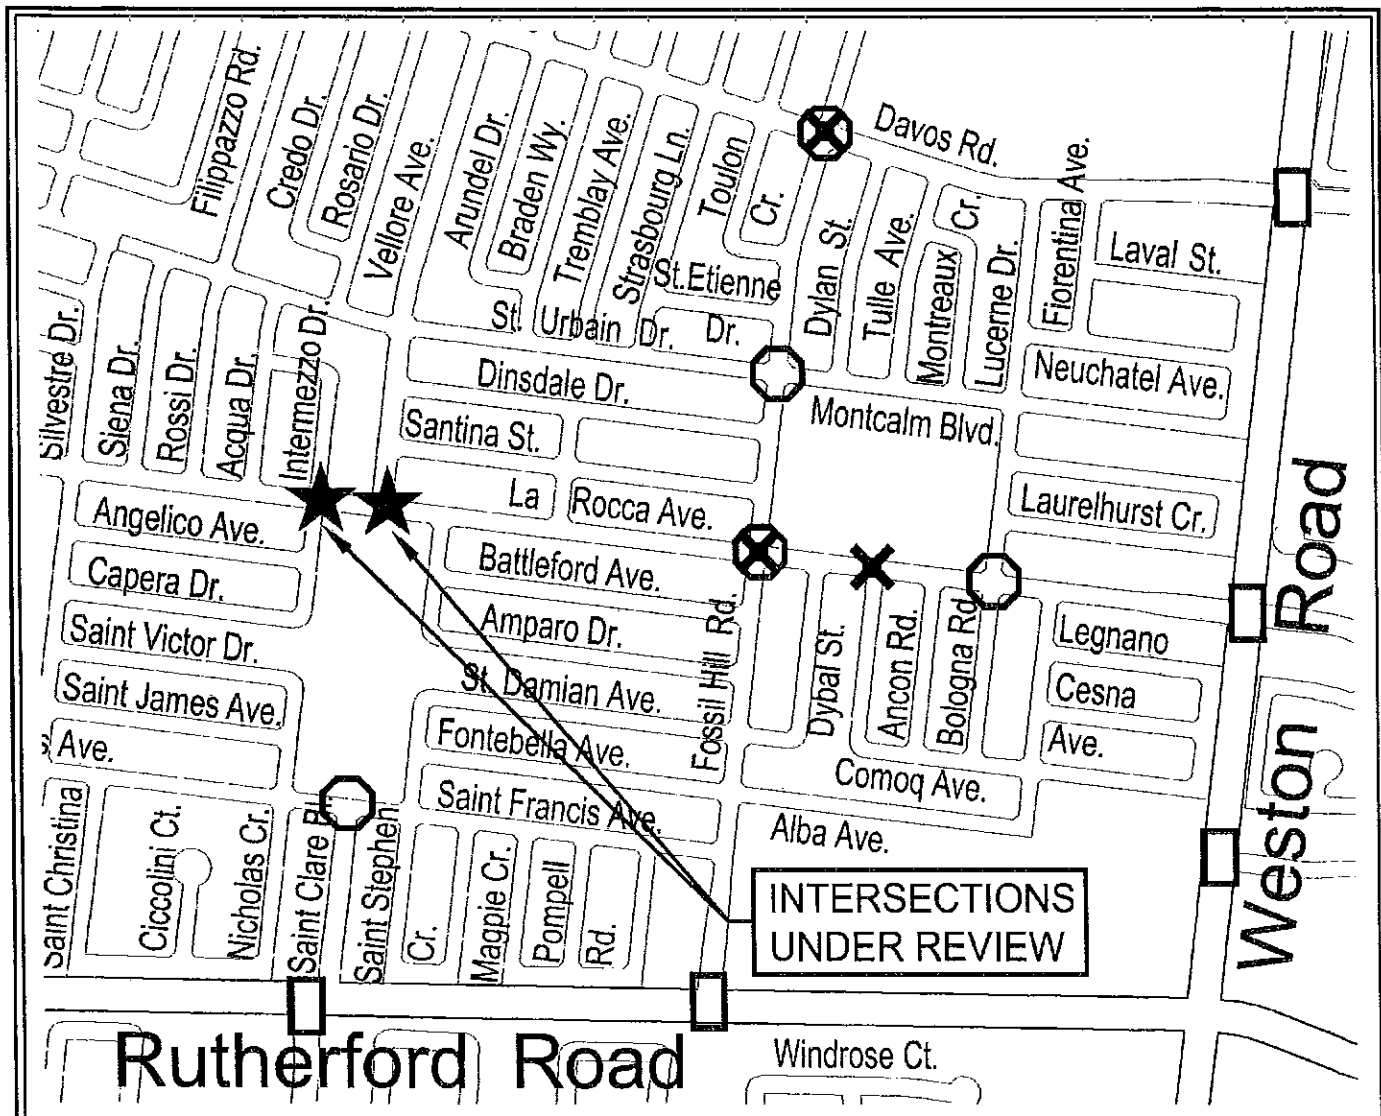 Filippazzo Rd.
Credo Dr.
Rosario Dr.
Vellore Ave.
Arundel Dr.
Braden Wy.
Tremblay Ave.
Strasbourg Ln.
Toulon
Cr.
Davos Rd.
Dylan St.
Tulle Ave.
Montreaux
Cr.
Lucerne Dr.
Fiorentina Ave.
Laval St.
St.Etienne
Dr.
St. Urbain Dr.
Silvestre Dr.
Siena Dr.
Rossi Dr.
Acqua Dr.
Intermezzo Dr.
Dinsdale Dr.
Neuchatel Ave.
Montcalm Blvd.
Santina St.
La Rocca Ave.
Laurelhurst Cr.
Angelico Ave.
Battleford Ave.
Capera Dr.
Amparo Dr.
Saint Victor Dr.
St. Damian Ave.
Saint James Ave.
Fontebella Ave.
Fossil Hill Rd.
Dybal St.
Ancon Rd.
Bologna Rd.
Legnano
Cesna
Ave.
s Ave.
Comoq Ave.
Saint Francis Ave.
Alba Ave.
Saint Christina
Ciccolini Ct.
Nicholas Cr.
Saint Clare
Saint Stephen
Cr.
Magpie Cr.
Pompell
Rd.
INTERSECTIONS
UNDER REVIEW
Weston Road
Rutherford Road
Windrose Ct.